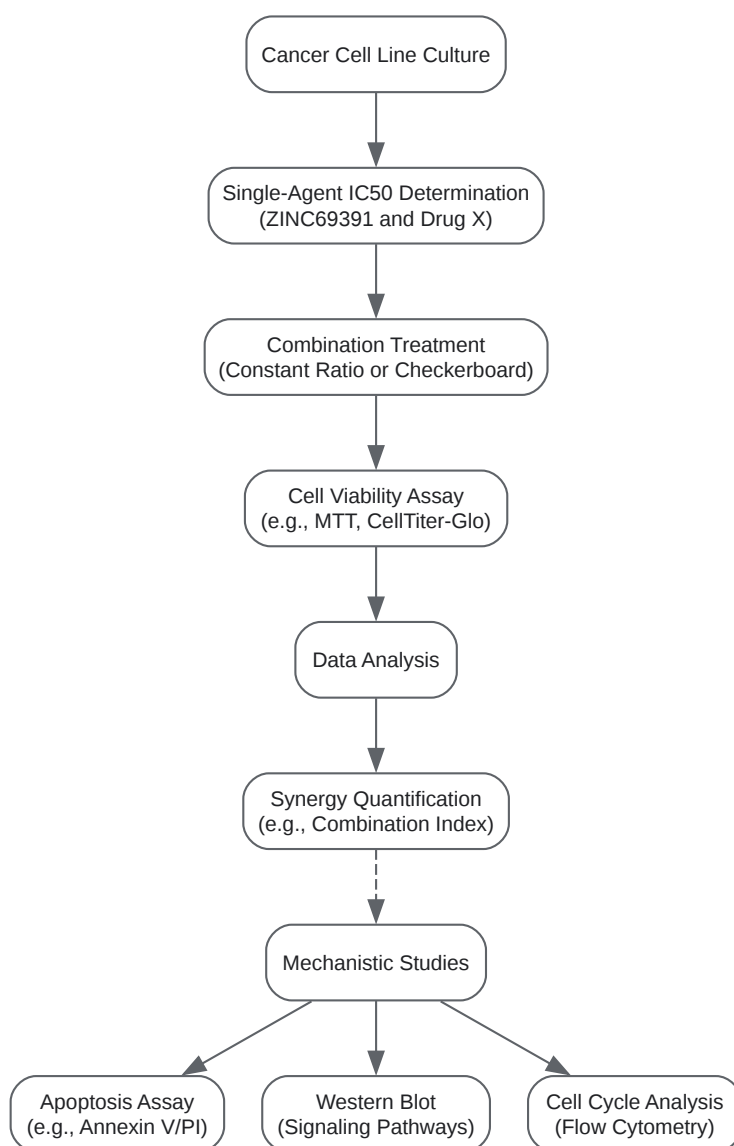 Cancer Cell Line Culture
Single-Agent IC50 Determination
(ZINC69391 and Drug X)
Combination Treatment
(Constant Ratio or Checkerboard)
Cell Viability Assay
(e.g., MTT, CellTiter-Glo)
Data Analysis
Synergy Quantification
(e.g., Combination Index)
Mechanistic Studies
Apoptosis Assay
(e.g., Annexin V/PI)
Western Blot
(Signaling Pathways)
Cell Cycle Analysis
(Flow Cytometry)